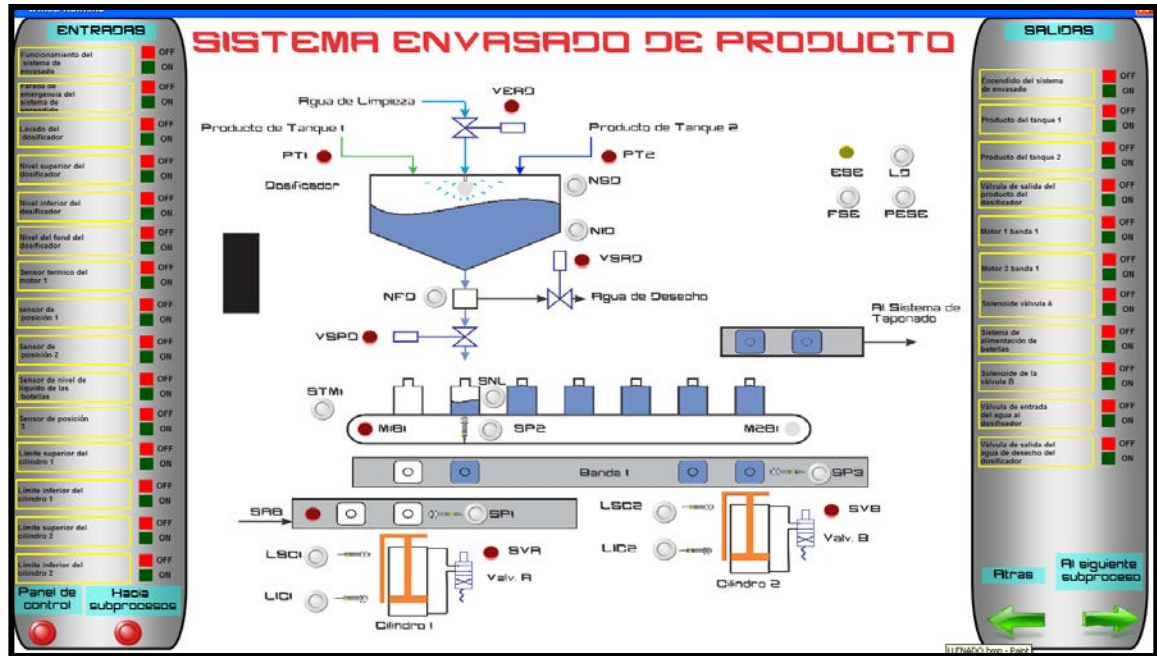 ENTRADAS
Funcionamiento del
sistema de
envasado
OFF
ON
Parada de
emergencia del
sistema de
encendido
OFF
ON
Lavado del
dosificador
OFF
ON
Nivel superior del
dosificador
OFF
ON
Nivel inferior del
dosificador
OFF
ON
Nivel del fond del
dosificador
OFF
ON
Sensor termico del
motor 1
OFF
ON
sensor de
posición 1
OFF
ON
Sensor de
posición 2
OFF
ON
Sensor de nivel de
liquido de las
botellas
OFF
ON
Sensor de posición
3
OFF
ON
Limite superior del
cilindro 1
OFF
ON
Limite inferior del
cilindro 1
OFF
ON
Limite superior del
cilindro 2
OFF
ON
Limite inferior del
cilindro 2
OFF
ON
Panel de
control
Hacia
subprocesos
SISTEMA ENVASADO DE PRODUCTO
VERD
Agua de Limpieza
Producto de Tanque 1
Producto de Tanque 2
PT1
PT2
Dosificador
NSD
NID
VSAD
NFD
Agua de Desecho
VSPD
ESE
LD
FSE
PESE
Al Sistema de
Taponado
STM1
SNL
M1B1
SP2
M2B1
Banda 1
SP3
SAB
SP1
LSC1
SVA
Valv. A
LIC1
Cilindro 1
LSC2
SVB
Valv. B
LIC2
Cilindro 2
SALIDAS
Encendido del sistema
de envasado
OFF
ON
Producto del tanque 1
OFF
ON
Producto del tanque 2
OFF
ON
Válvula de salida del
producto del
dosificador
OFF
ON
Motor 1 banda 1
OFF
ON
Motor 2 banda 1
OFF
ON
Solenoide válvula A
OFF
ON
Sistema de
alimentación de
botellas
OFF
ON
Solenoide de la
válvula B
OFF
ON
Válvula de entrada
del agua al
dosificador
OFF
ON
Válvula de salida del
agua de desecho del
dosificador
OFF
ON
Atras
Al siguiente
subproceso
LLENADO.bmp - Paint